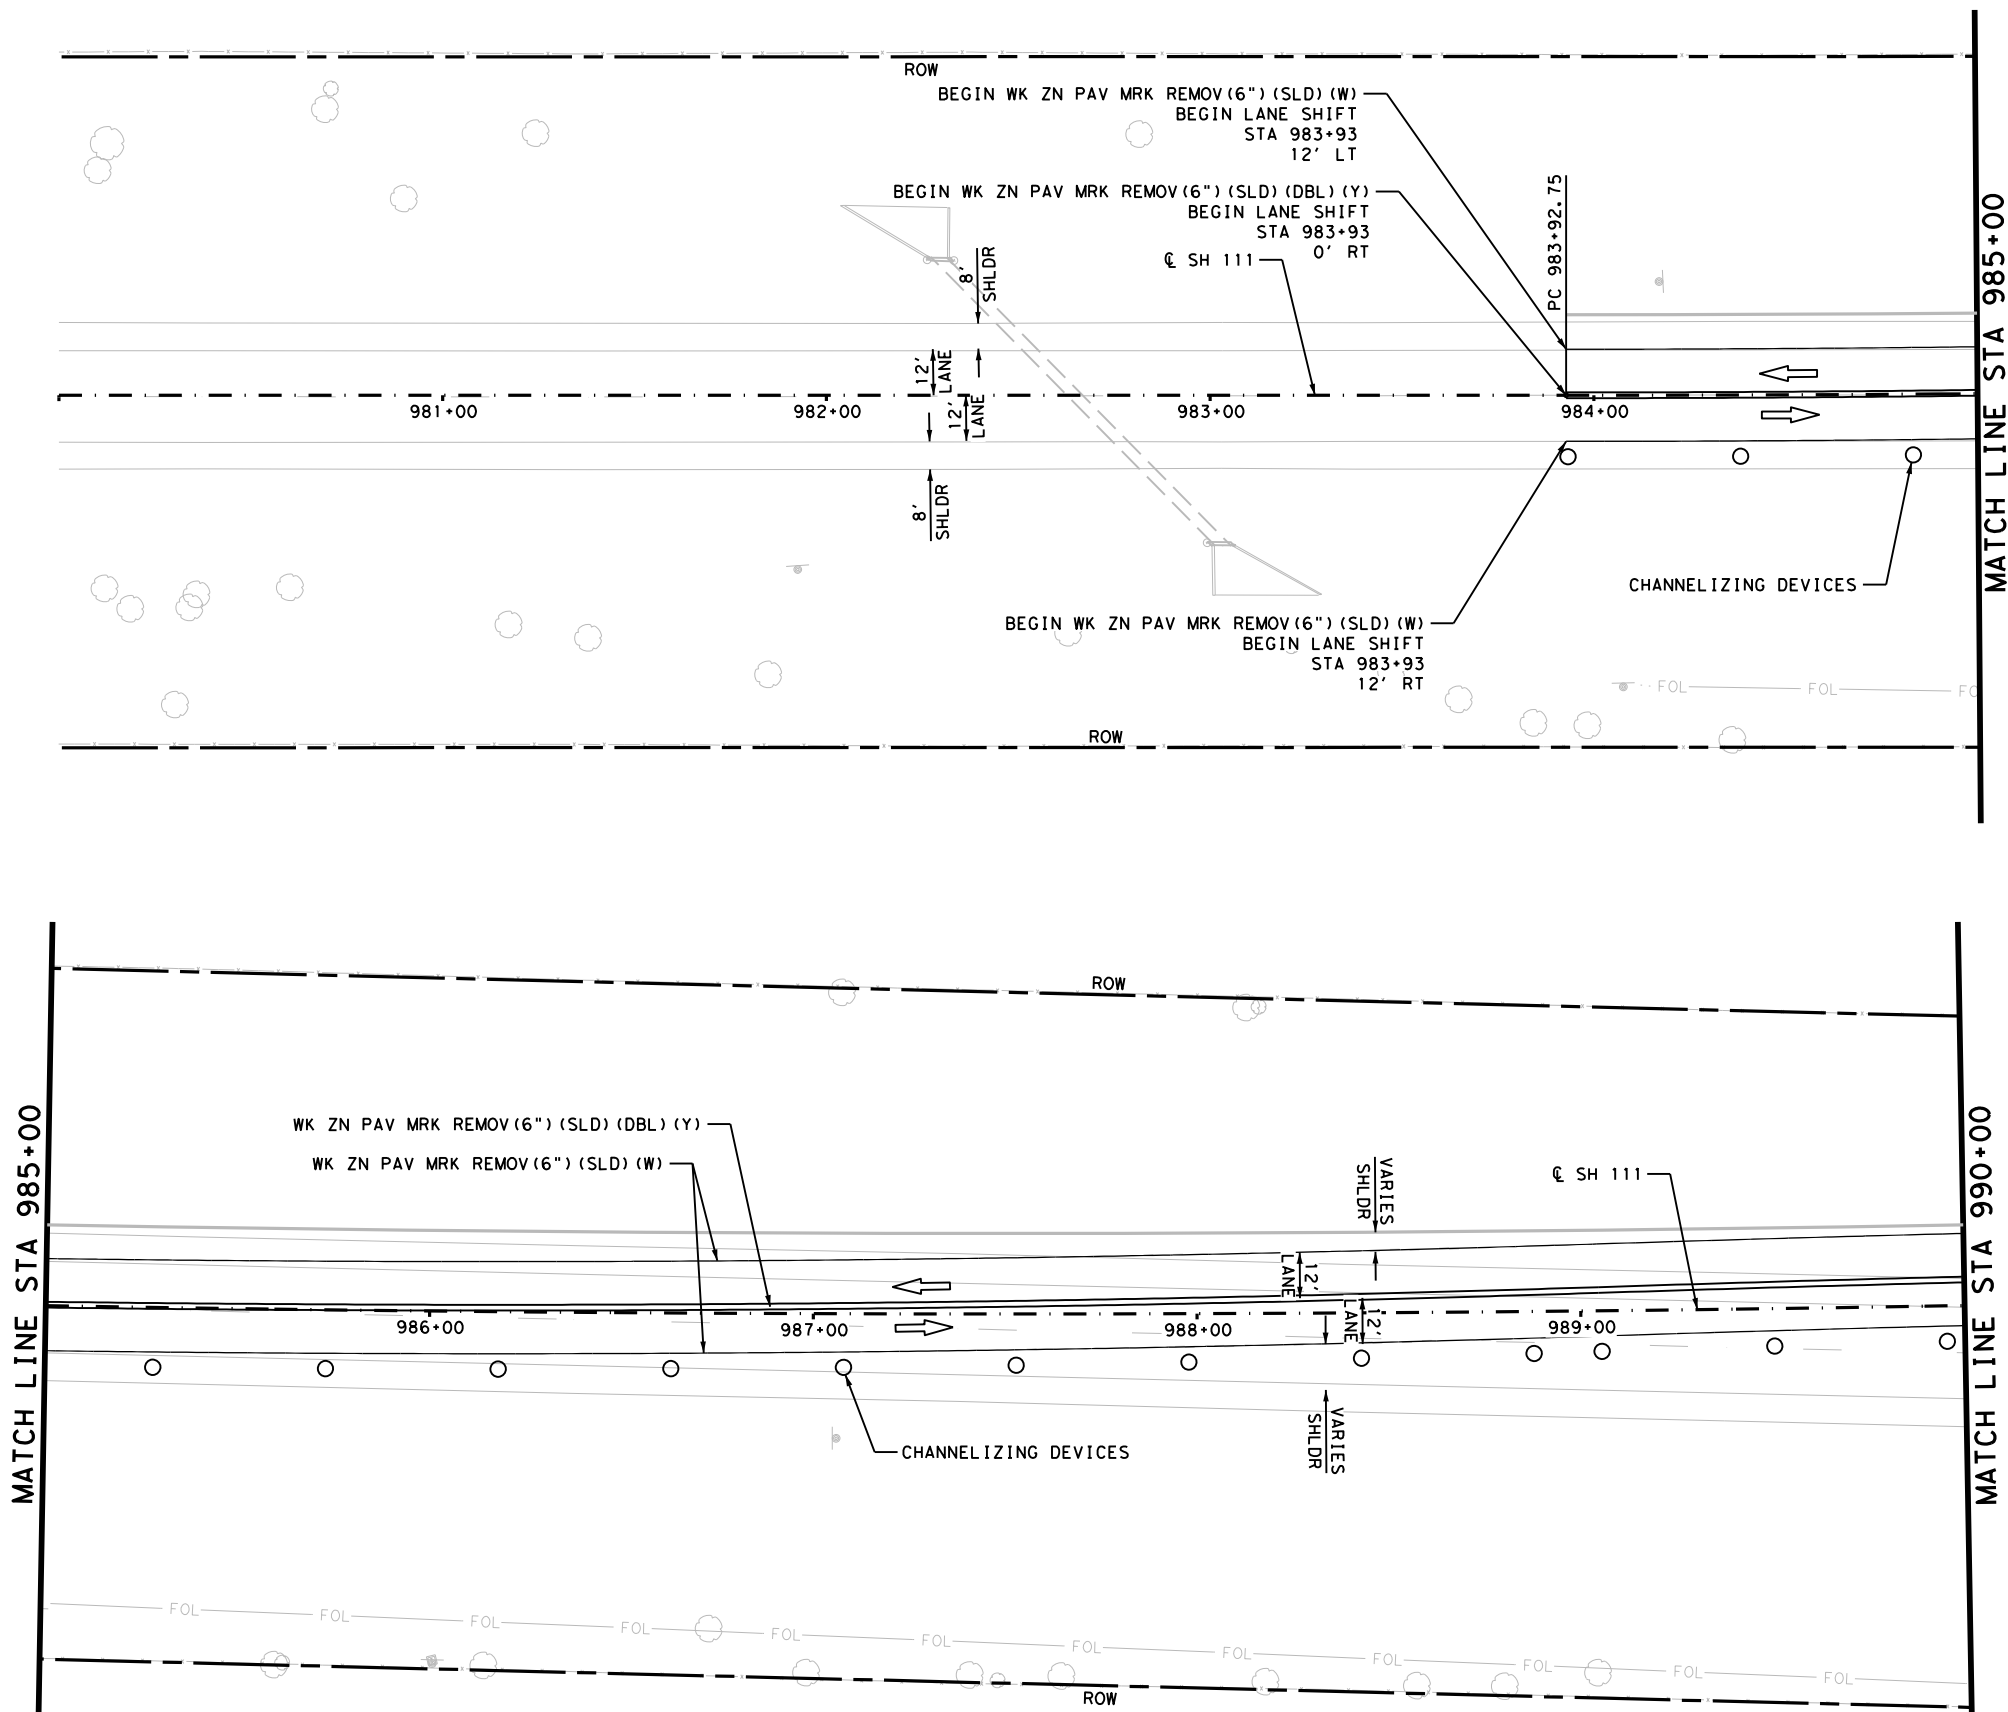 ROW
BEGIN WK ZN PAV MRK REMOV(6")(SLD)(W)
BEGIN LANE SHIFT
STA 983+93
12' LT
BEGIN WK ZN PAV MRK REMOV(6")(SLD)(DBL)(Y)
BEGIN LANE SHIFT
STA 983+93
0' RT
℄ SH 111
PC 983+92.75
8'
SHLDR
12'
LANE
12'
LANE
8'
SHLDR
981+00
982+00
983+00
984+00
MATCH LINE STA 985+00
CHANNELIZING DEVICES
BEGIN WK ZN PAV MRK REMOV(6")(SLD)(W)
BEGIN LANE SHIFT
STA 983+93
12' RT
FOL
FOL
FO
ROW
MATCH LINE STA 985+00
ROW
WK ZN PAV MRK REMOV(6")(SLD)(DBL)(Y)
WK ZN PAV MRK REMOV(6")(SLD)(W)
VARIES
SHLDR
℄ SH 111
12'
LANE
12'
LANE
986+00
987+00
988+00
989+00
VARIES
SHLDR
CHANNELIZING DEVICES
MATCH LINE STA 990+00
FOL
FOL
FOL
FOL
FOL
FOL
FOL
FOL
FOL
FOL
FOL
FOL
ROW